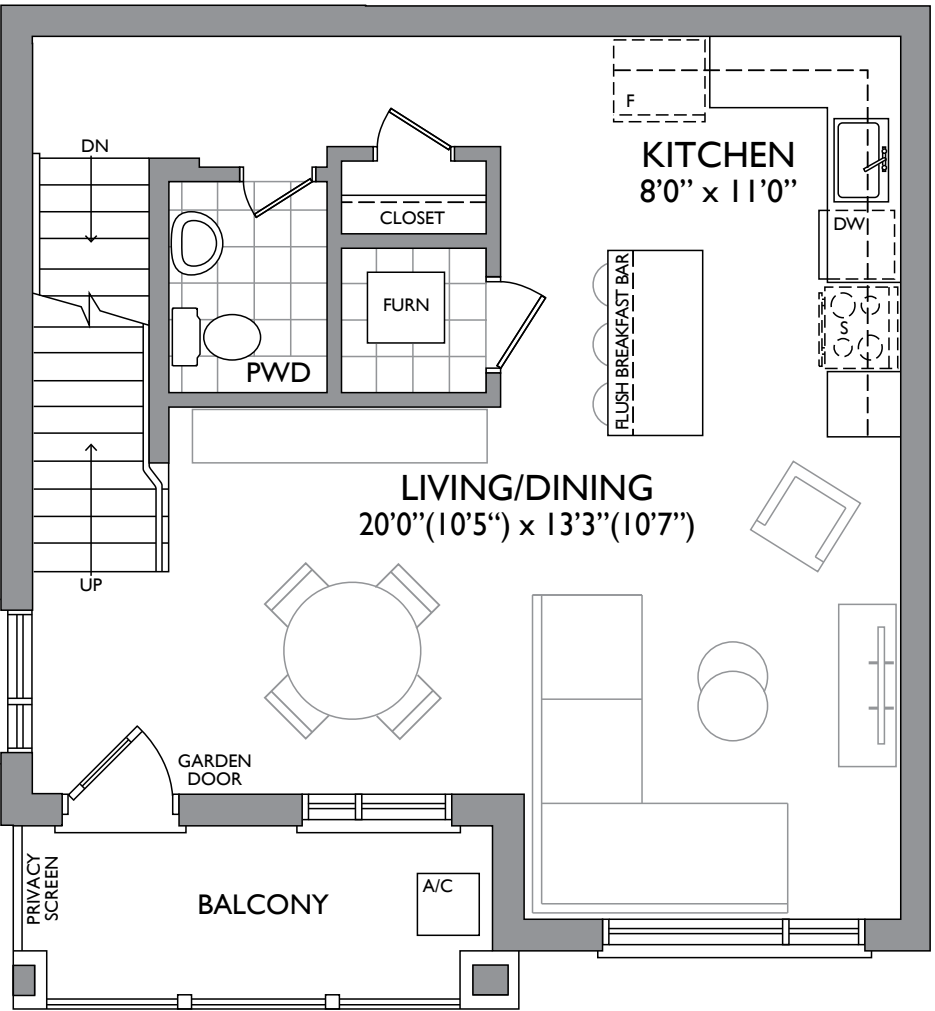 F
DN
KITCHEN
8’0” x 11’0”
CLOSET
DW
FURN
FLUSH BREAKFAST BAR
S
PWD
LIVING/DINING
20’0”(10’5“) x 13’3”(10’7”)
UP
GARDEN
DOOR
PRIVACY
SCREEN
A/C
BALCONY